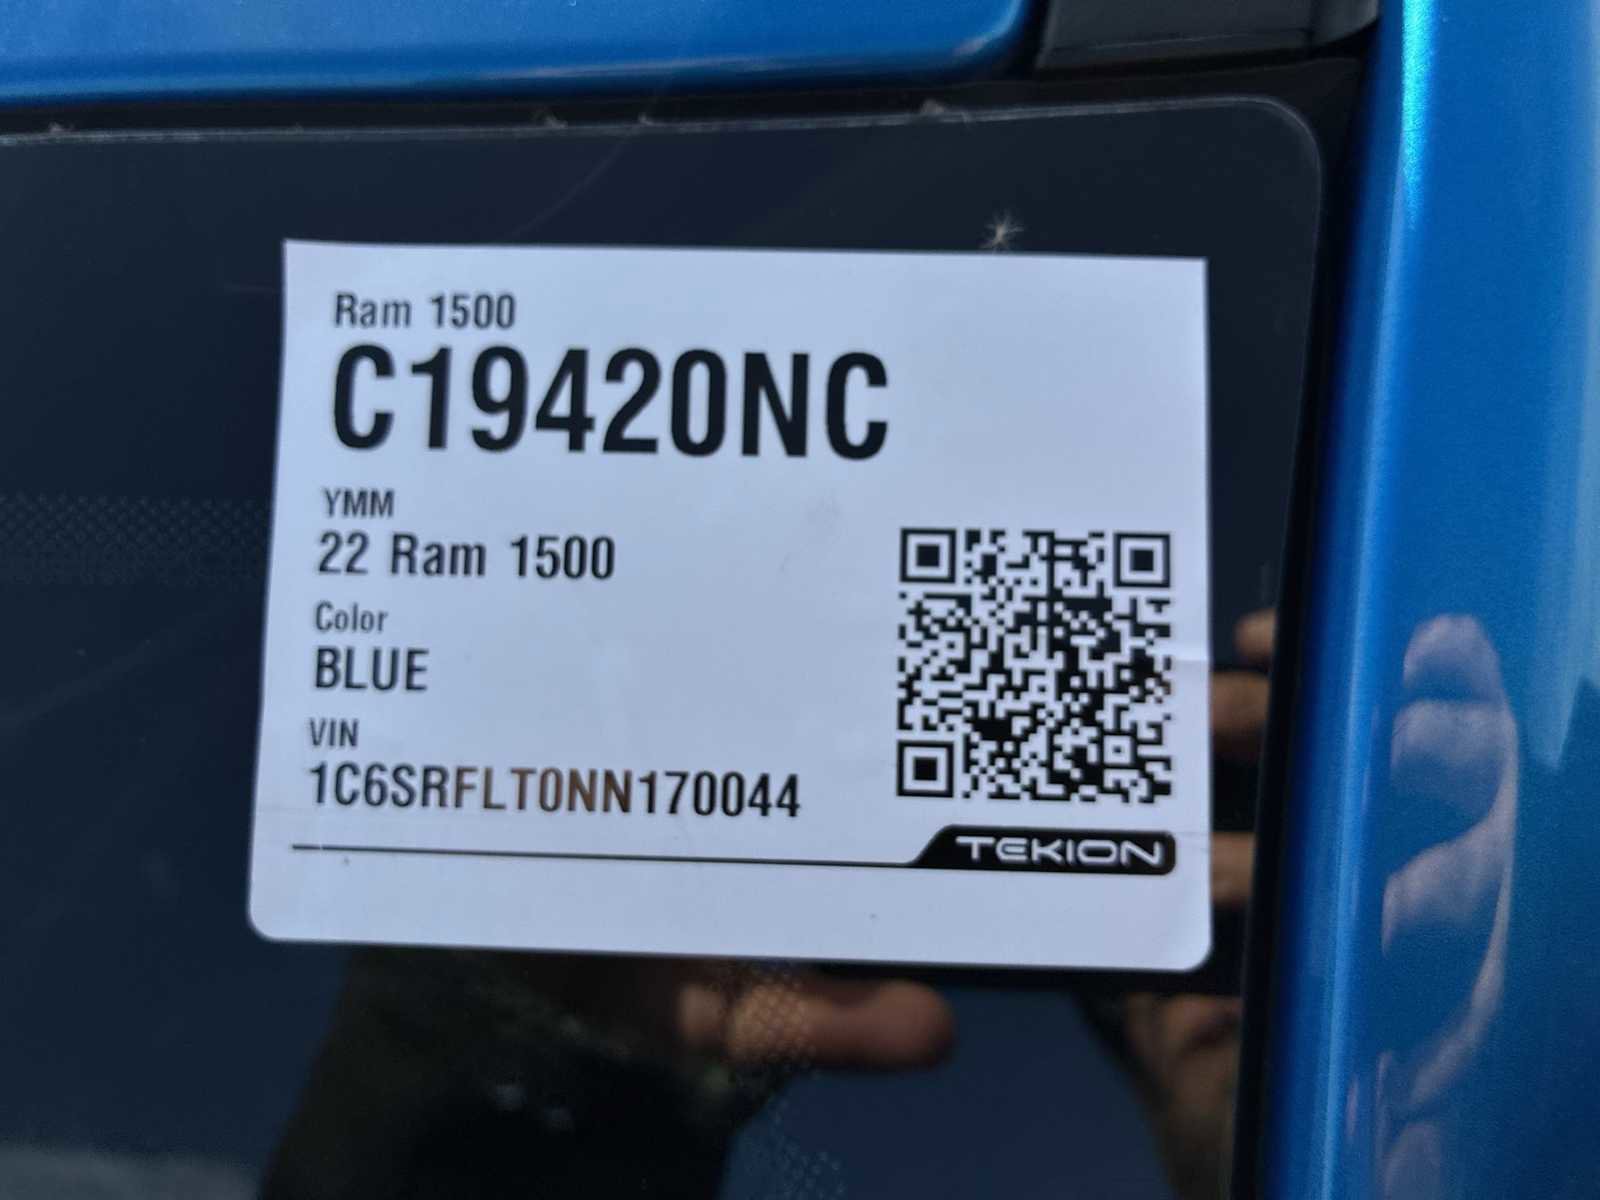 Ram 1500
C19420NC
YMM
22 Ram 1500
Color
BLUE
VIN
1C6SRFLT0NN170044
TEKION